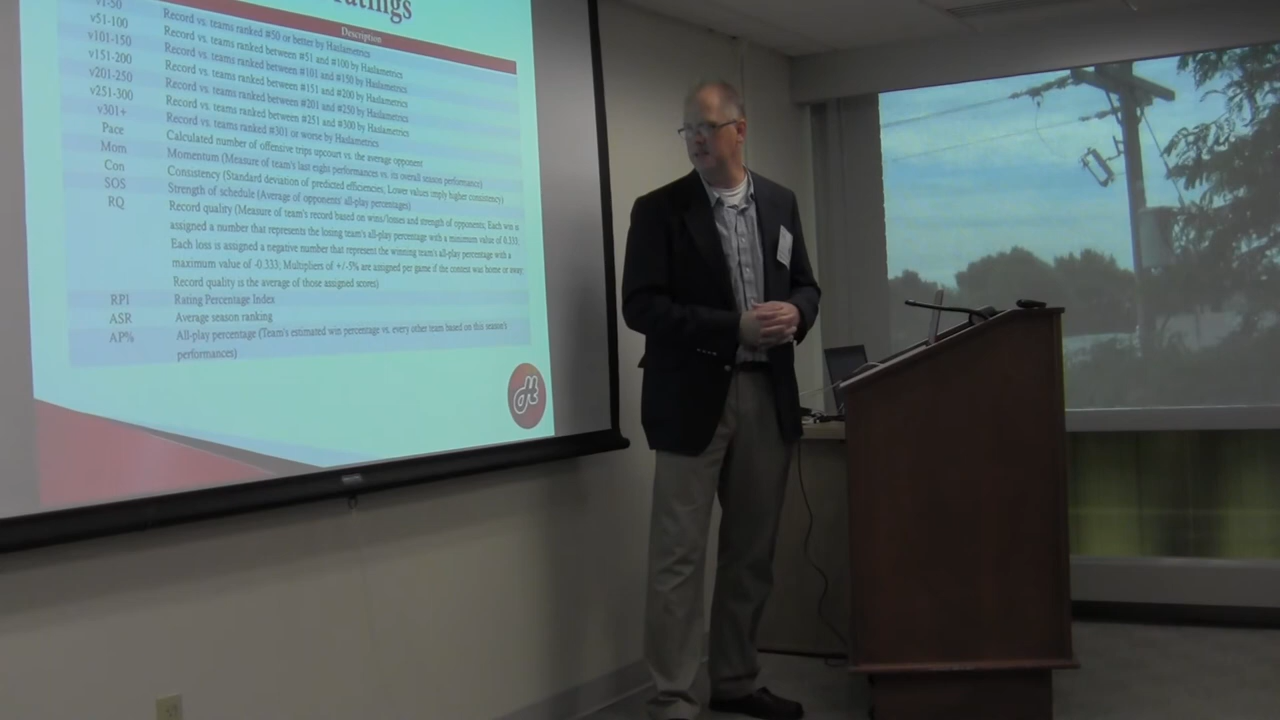 ratings
Description
v1-50 Record vs. teams ranked #50 or better by Haslametrics
v51-100 Record vs. teams ranked between #51 and #100 by Haslametrics
v101-150 Record vs. teams ranked between #101 and #150 by Haslametrics
v151-200 Record vs. teams ranked between #151 and #200 by Haslametrics
v201-250 Record vs. teams ranked between #201 and #250 by Haslametrics
v251-300 Record vs. teams ranked between #251 and #300 by Haslametrics
v301+ Record vs. teams ranked #301 or worse by Haslametrics
Pace Calculated number of offensive trips upcourt vs. the average opponent
Mom Momentum (Measure of team's last eight performances vs. its overall season performance)
Con Consistency (Standard deviation of predicted efficiencies; Lower values imply higher consistency)
SOS Strength of schedule (Average of opponents' all-play percentages)
RQ Record quality (Measure of team's record based on wins/losses and strength of opponents; Each win is
assigned a number that represents the losing team's all-play percentage with a minimum value of 0.333.
Each loss is assigned a negative number that represent the winning team's all-play percentage with a
maximum value of -0.333; Multipliers of +/-5% are assigned per game if the contest was home or away;
Record quality is the average of those assigned scores)
RPI Rating Percentage Index
ASR Average season ranking
AP% All-play percentage (Team's estimated win percentage vs. every other team based on this season's
performances)
dt